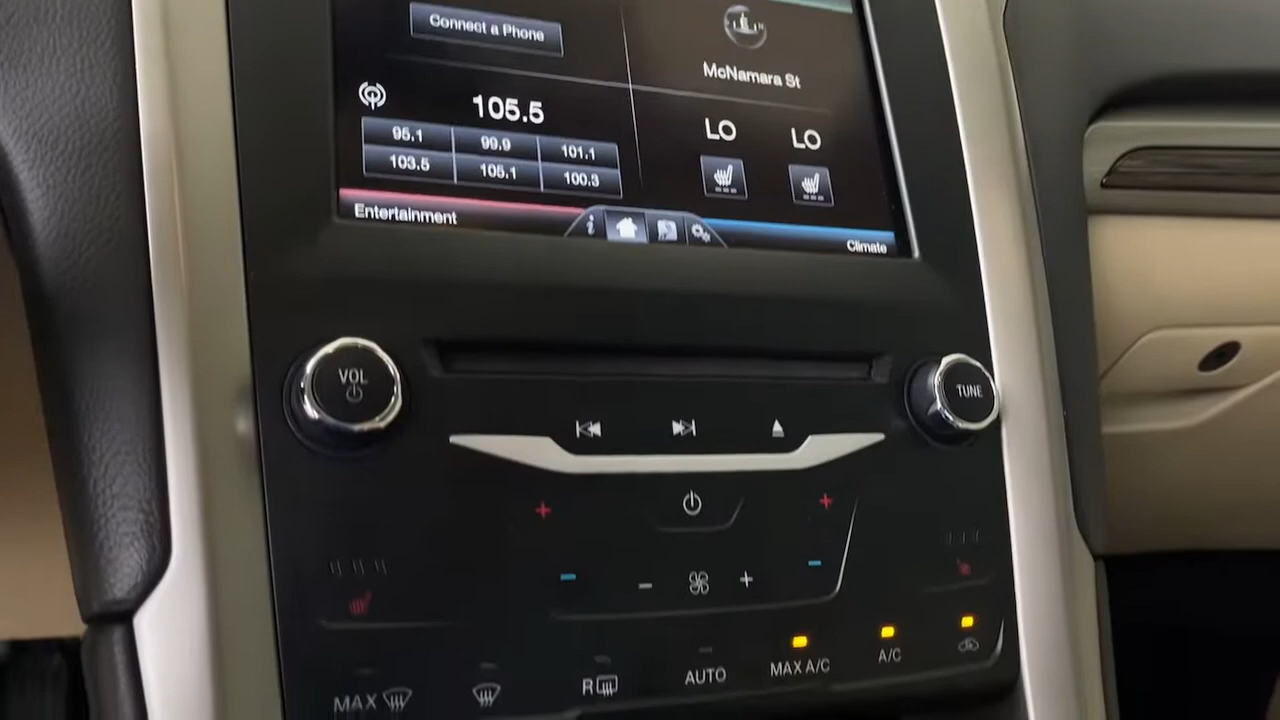 Connect a Phone
McNamara St
105.5
95.1 99.9 101.1
103.5 105.1 100.3
LO LO
Entertainment
Climate
VOL
TUNE
MAX
R
AUTO
MAX A/C
A/C